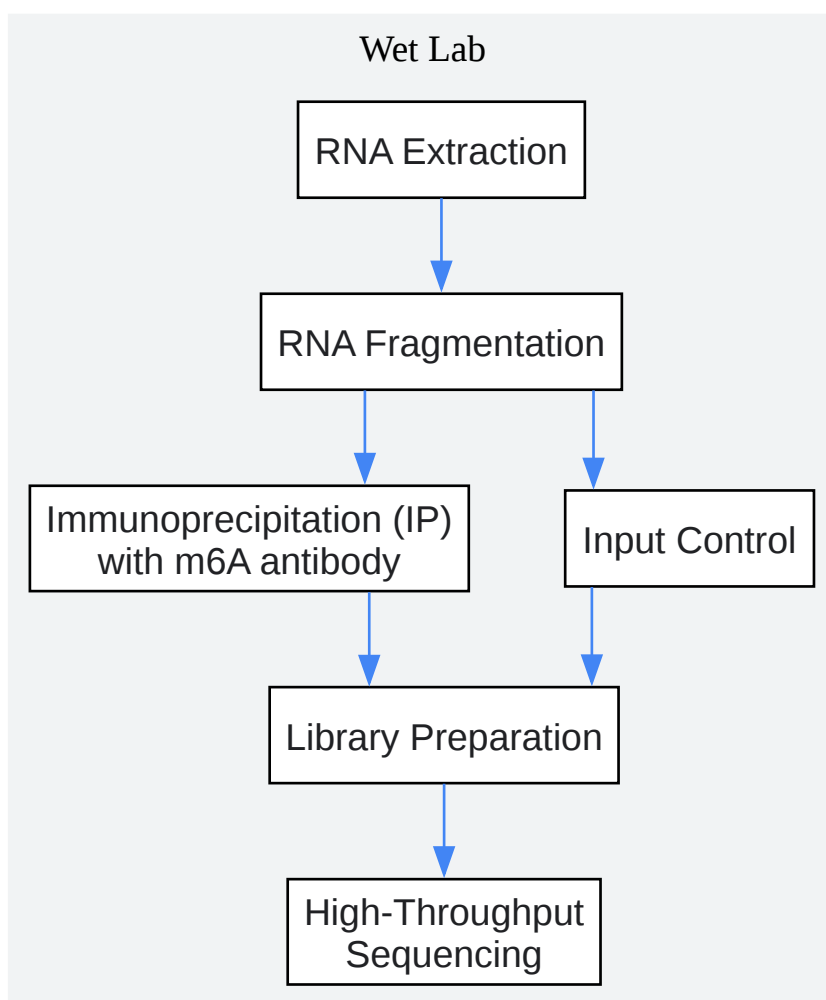 Wet Lab
RNA Extraction
RNA Fragmentation
Immunoprecipitation (IP)
with m6A antibody
Input Control
Library Preparation
High-Throughput
Sequencing